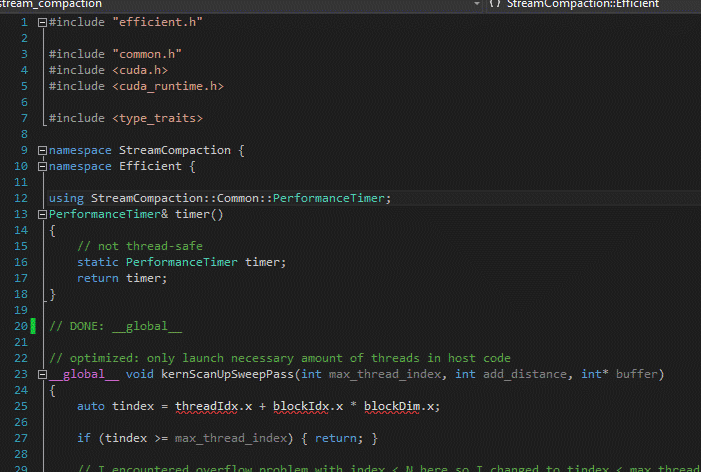 stream_compaction {} StreamCompaction::Efficient
1 #include "efficient.h"
2
3 #include "common.h"
4 #include <cuda.h>
5 #include <cuda_runtime.h>
6
7 #include <type_traits>
8
9 namespace StreamCompaction {
10 namespace Efficient {
11
12 using StreamCompaction::Common::PerformanceTimer;
13 PerformanceTimer& timer()
14 {
15 // not thread-safe
16 static PerformanceTimer timer;
17 return timer;
18 }
19
20 // DONE: __global__
21
22 // optimized: only launch necessary amount of threads in host code
23 __global__ void kernScanUpSweepPass(int max_thread_index, int add_distance, int* buffer)
24 {
25 auto tindex = threadIdx.x + blockIdx.x * blockDim.x;
26
27 if (tindex >= max_thread_index) { return; }
28
29 // I encountered overflow problem with index < N here so I changed to tindex < max_thread